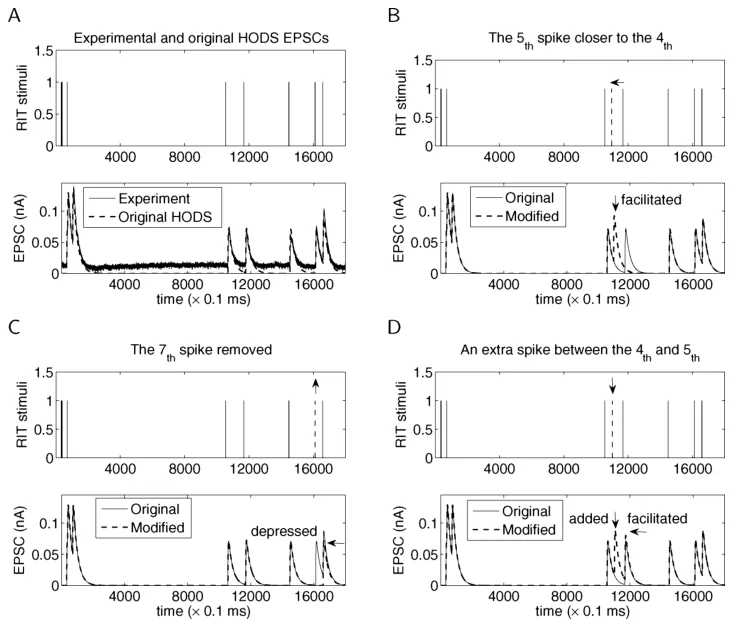 A
Experimental and original HODS EPSCs
RIT stimuli
1.5
1
0.5
0
4000 8000 12000 16000
EPSC (nA)
0.1
0.05
0
Experiment
Original HODS
4000 8000 12000 16000
time (× 0.1 ms)
B
The 5th spike closer to the 4th
RIT stimuli
1.5
1
0.5
0
4000 8000 12000 16000
EPSC (nA)
0.1
0.05
0
Original
Modified
facilitated
4000 8000 12000 16000
time (× 0.1 ms)
C
The 7th spike removed
RIT stimuli
1.5
1
0.5
0
4000 8000 12000 16000
EPSC (nA)
0.1
0.05
0
Original
Modified
depressed
4000 8000 12000 16000
time (× 0.1 ms)
D
An extra spike between the 4th and 5th
RIT stimuli
1.5
1
0.5
0
4000 8000 12000 16000
EPSC (nA)
0.1
0.05
0
Original
Modified
added facilitated
4000 8000 12000 16000
time (× 0.1 ms)